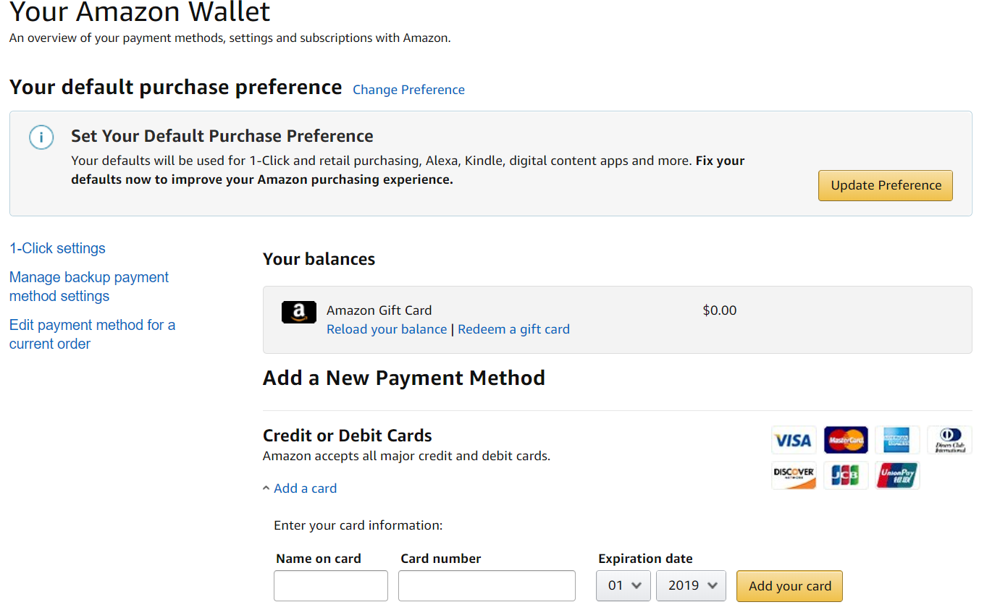 Your Amazon Wallet
An overview of your payment methods, settings and subscriptions with Amazon.
Your default purchase preference Change Preference
i
Set Your Default Purchase Preference
Your defaults will be used for 1-Click and retail purchasing, Alexa, Kindle, digital content apps and more. Fix your
defaults now to improve your Amazon purchasing experience.
Update Preference
1-Click settings
Manage backup payment
method settings
Edit payment method for a
current order
Your balances
a
Amazon Gift Card $0.00
Reload your balance | Redeem a gift card
Add a New Payment Method
Credit or Debit Cards
Amazon accepts all major credit and debit cards.
VISA MasterCard AMERICAN EXPRESS Diners Club International
DISCOVER NETWORK JCB UnionPay 银联
Add a card
Enter your card information:
Name on card Card number Expiration date
01 2019 Add your card